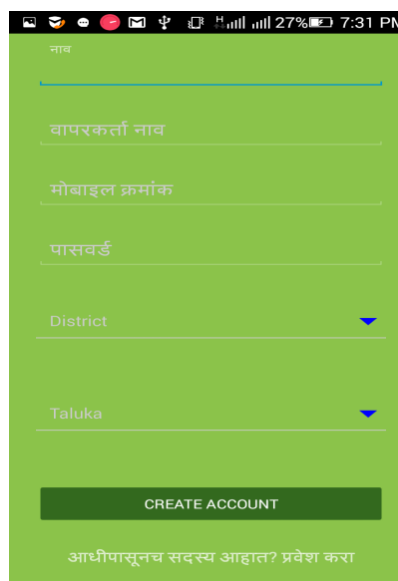 H 27% 7:31 PM
नाव
वापरकर्ता नाव
मोबाइल क्रमांक
पासवर्ड
District
Taluka
CREATE ACCOUNT
आधीपासूनच सदस्य आहात? प्रवेश करा